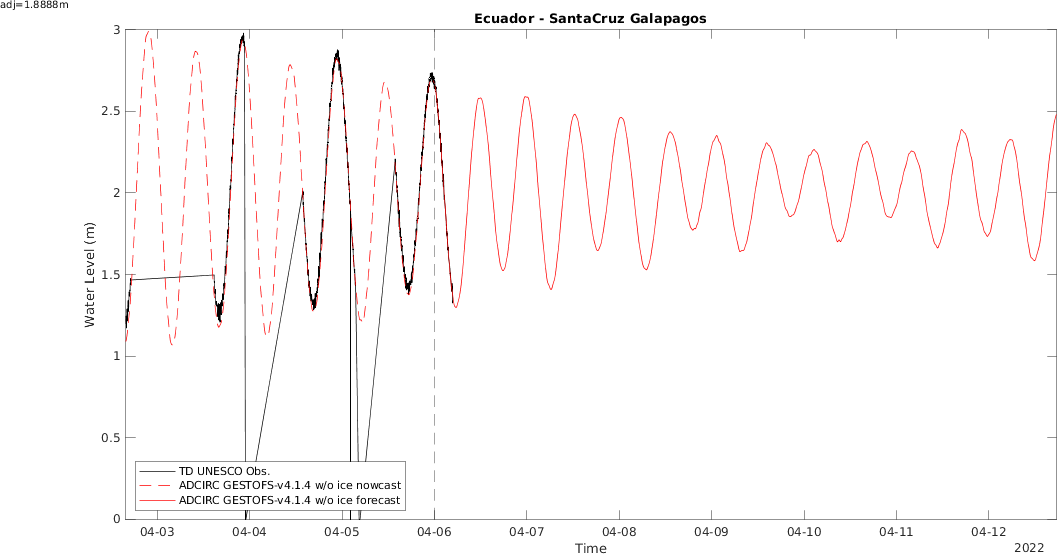 adj=1.8888m
Ecuador - SantaCruz Galapagos
Water Level (m)
3
2.5
2
1.5
1
0.5
0
TD UNESCO Obs.
ADCIRC GESTOFS-v4.1.4 w/o ice nowcast
ADCIRC GESTOFS-v4.1.4 w/o ice forecast
04-03 04-04 04-05 04-06 04-07 04-08 04-09 04-10 04-11 04-12
Time
2022